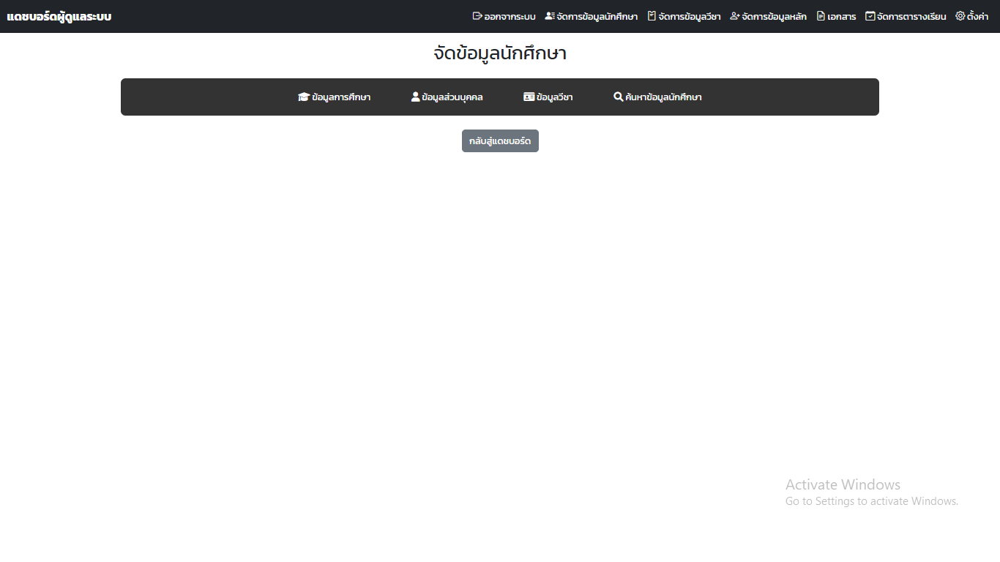 แดชบอร์ดผู้ดูแลระบบ
ออกจากระบบ จัดการข้อมูลนักศึกษา จัดการข้อมูลวิชา จัดการข้อมูลหลัก เอกสาร จัดการตารางเรียน ตั้งค่า
จัดข้อมูลนักศึกษา
ข้อมูลการศึกษา ข้อมูลส่วนบุคคล ข้อมูลวิชา ค้นหาข้อมูลนักศึกษา
กลับสู่แดชบอร์ด
Activate Windows
Go to Settings to activate Windows.